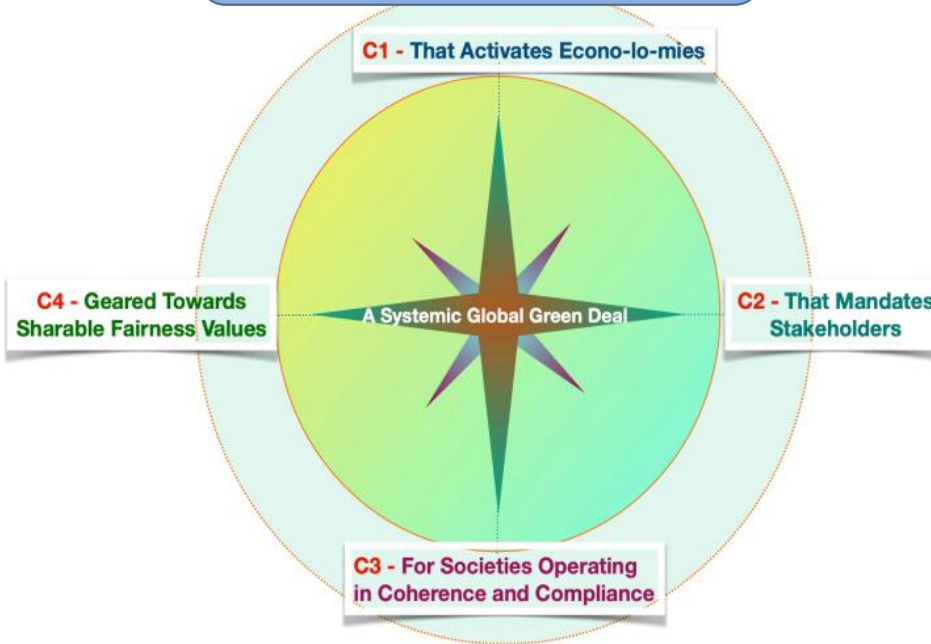 C1 - That Activates Econo-lo-mies
C4 - Geared Towards
Sharable Fairness Values
A Systemic Global Green Deal
C2 - That Mandates
Stakeholders
C3 - For Societies Operating
in Coherence and Compliance